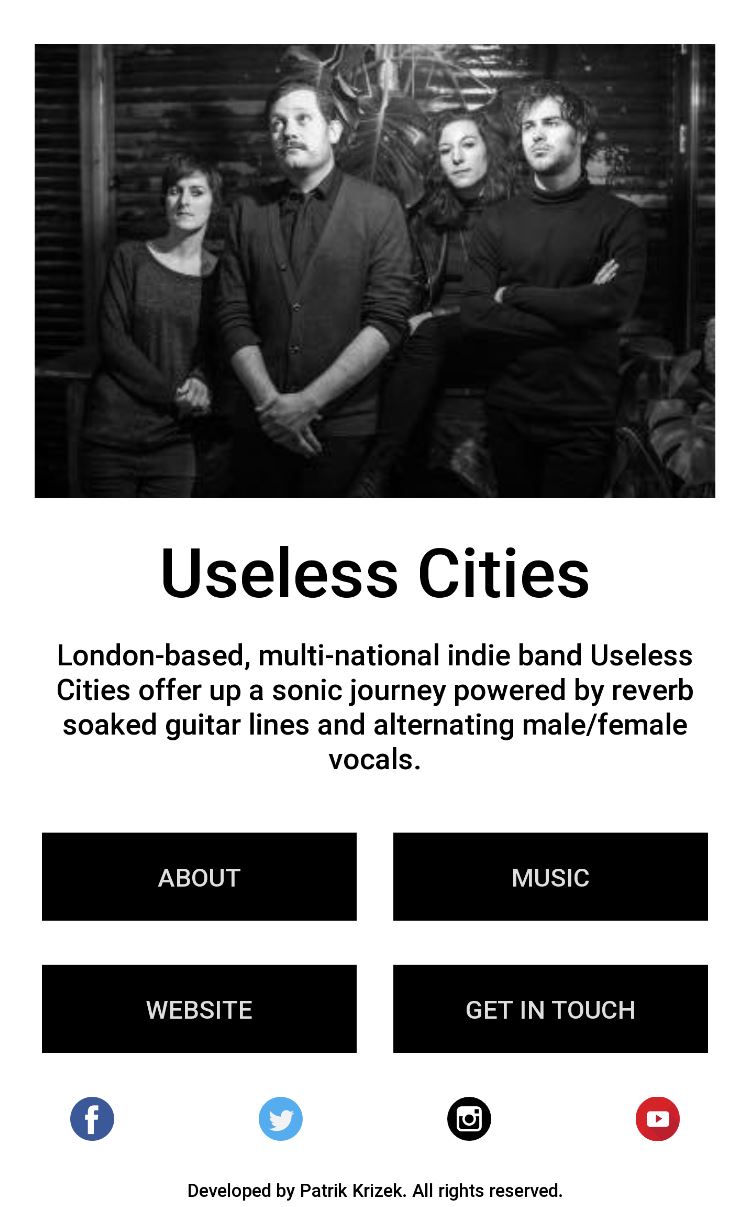 Useless Cities
London-based, multi-national indie band Useless
Cities offer up a sonic journey powered by reverb
soaked guitar lines and alternating male/female
vocals.
ABOUT
MUSIC
WEBSITE
GET IN TOUCH
Developed by Patrik Krizek. All rights reserved.